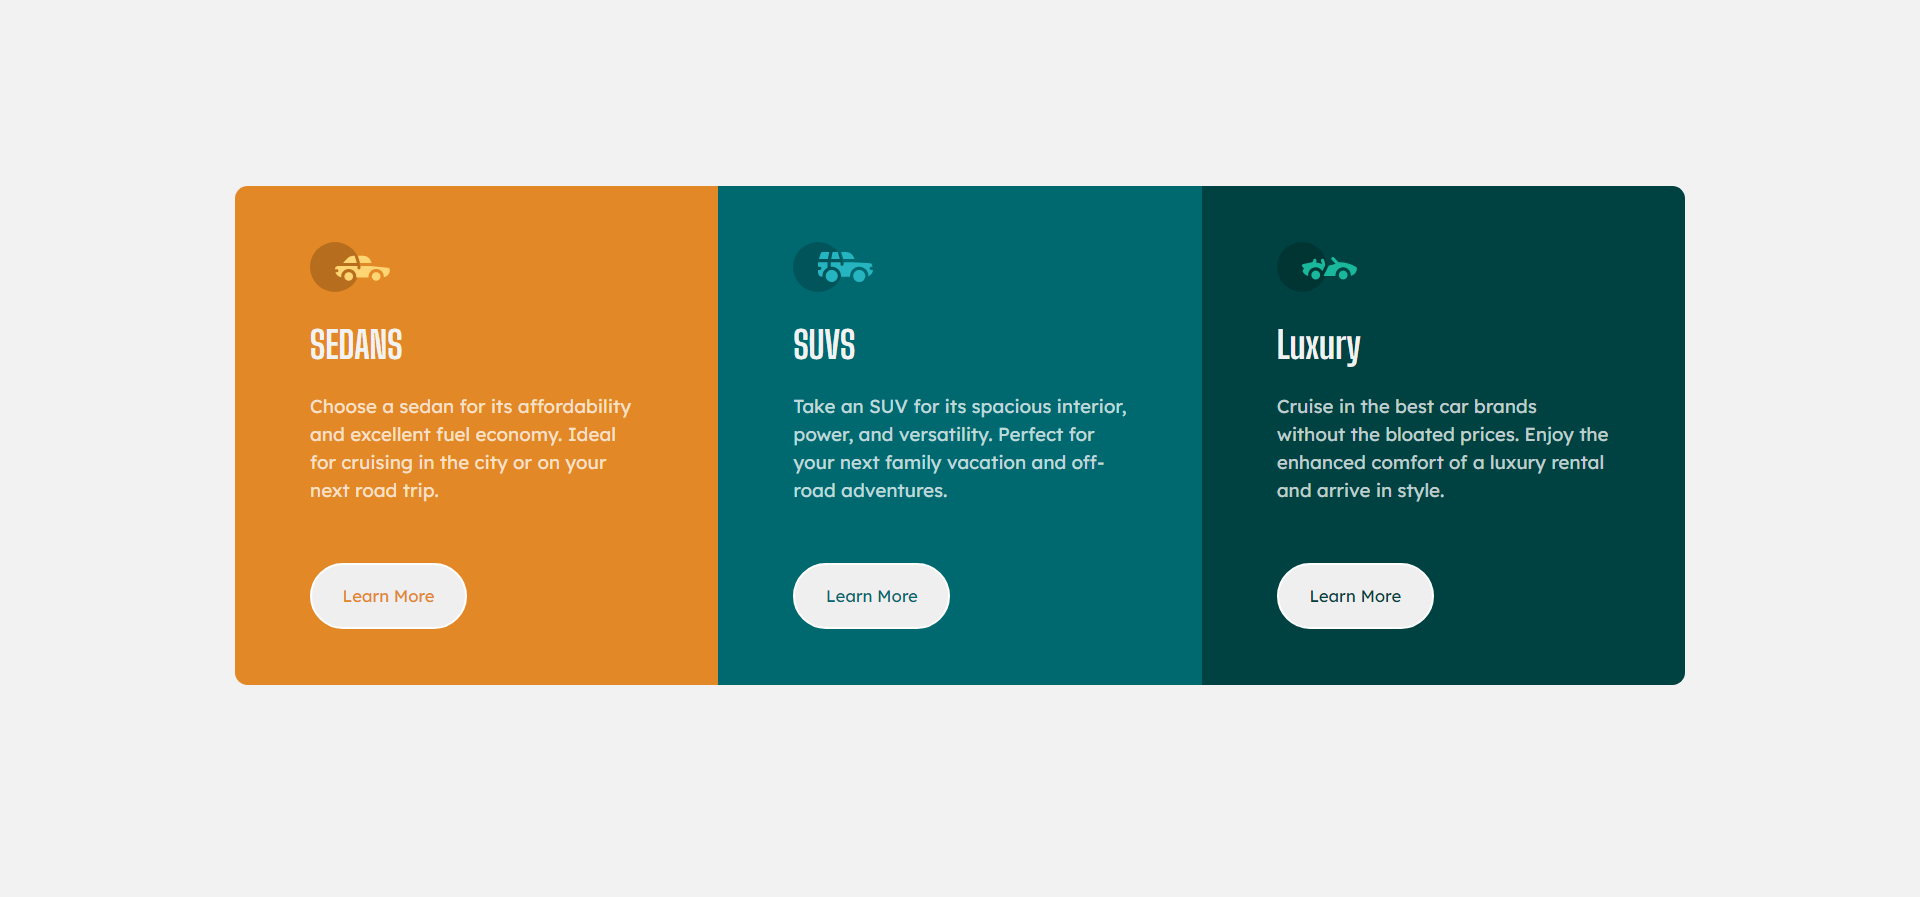 SEDANS
Choose a sedan for its affordability
and excellent fuel economy. Ideal
for cruising in the city or on your
next road trip.
Learn More
SUVS
Take an SUV for its spacious interior,
power, and versatility. Perfect for
your next family vacation and off-
road adventures.
Learn More
Luxury
Cruise in the best car brands
without the bloated prices. Enjoy the
enhanced comfort of a luxury rental
and arrive in style.
Learn More